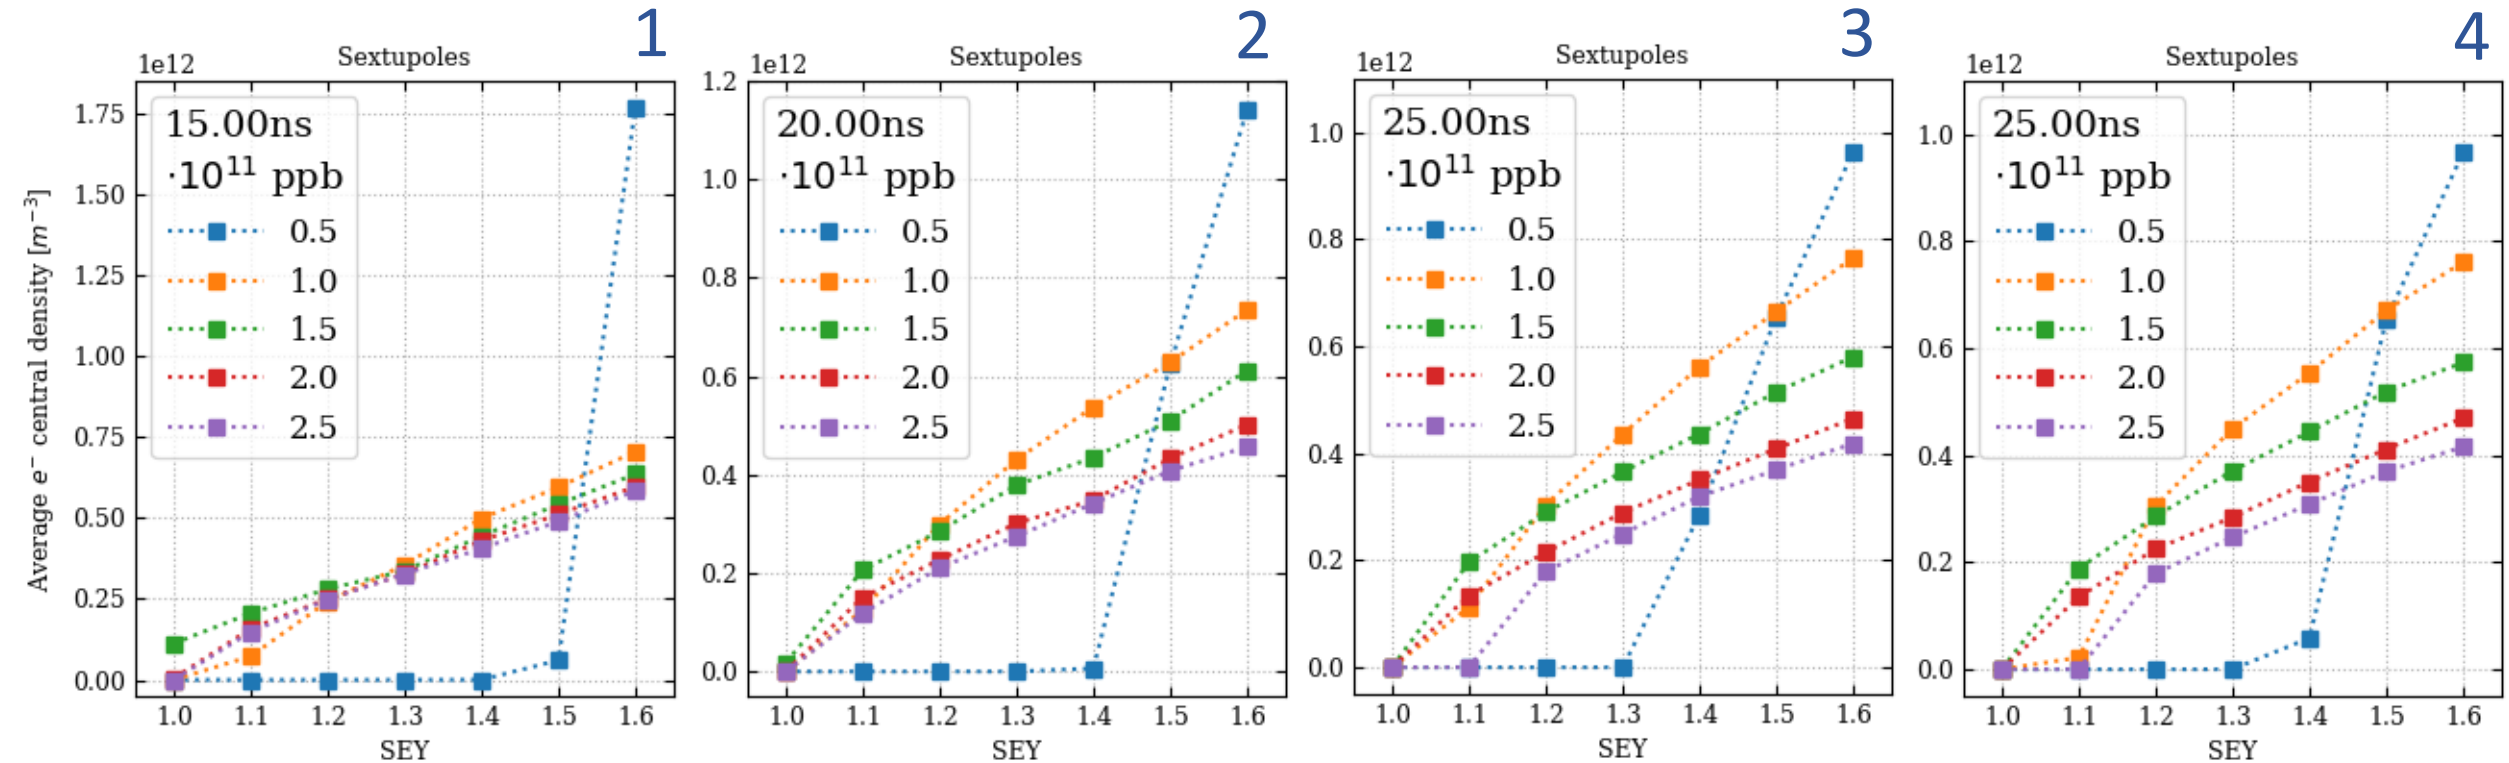 1
Sextupoles
1e12
15.00ns
·10¹¹ ppb
0.5
1.0
1.5
2.0
2.5
1.75
1.50
1.25
1.00
0.75
0.50
0.25
0.00
1.0 1.1 1.2 1.3 1.4 1.5 1.6
SEY
Average e⁻ central density [m⁻³]
2
Sextupoles
1e12
20.00ns
·10¹¹ ppb
0.5
1.0
1.5
2.0
2.5
1.2
1.0
0.8
0.6
0.4
0.2
0.0
1.0 1.1 1.2 1.3 1.4 1.5 1.6
SEY
3
Sextupoles
1e12
25.00ns
·10¹¹ ppb
0.5
1.0
1.5
2.0
2.5
1.0
0.8
0.6
0.4
0.2
0.0
1.0 1.1 1.2 1.3 1.4 1.5 1.6
SEY
4
Sextupoles
1e12
25.00ns
·10¹¹ ppb
0.5
1.0
1.5
2.0
2.5
1.0
0.8
0.6
0.4
0.2
0.0
1.0 1.1 1.2 1.3 1.4 1.5 1.6
SEY